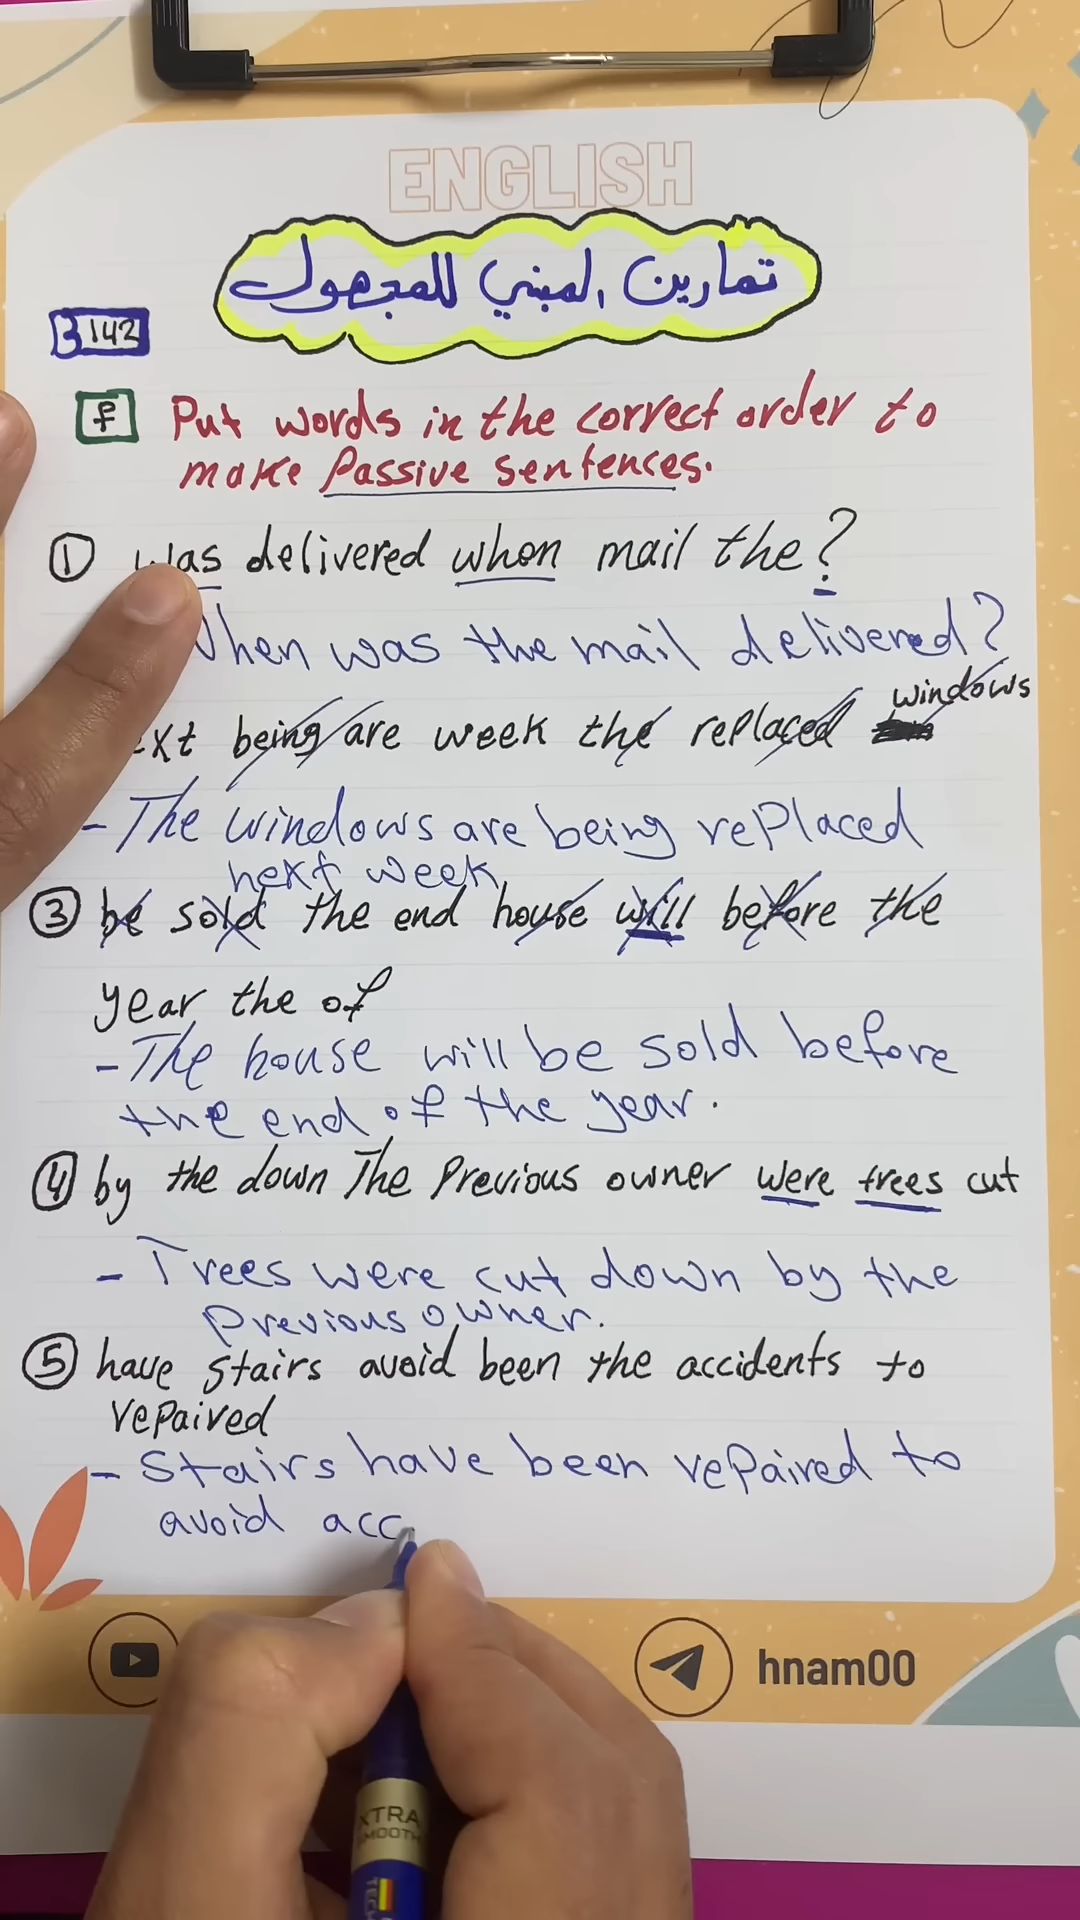 ENGLISH
تمارين المبني للمجهول
142
f Put words in the correct order to
make Passive sentences.
① was delivered when mail the?
When was the mail delivered?
windows
being are week the replaced
- The windows are being replaced
next week
③ be sold the end house will before the
year the of
- The house will be sold before
the end of the year.
④ by the down The Previous owner were trees cut
- Trees were cut down by the
Previous owner.
⑤ have stairs avoid been the accidents to
repaired
- Stairs have been repaired to
avoid acc
hnam00
XTRA
SMOOTH
TEC